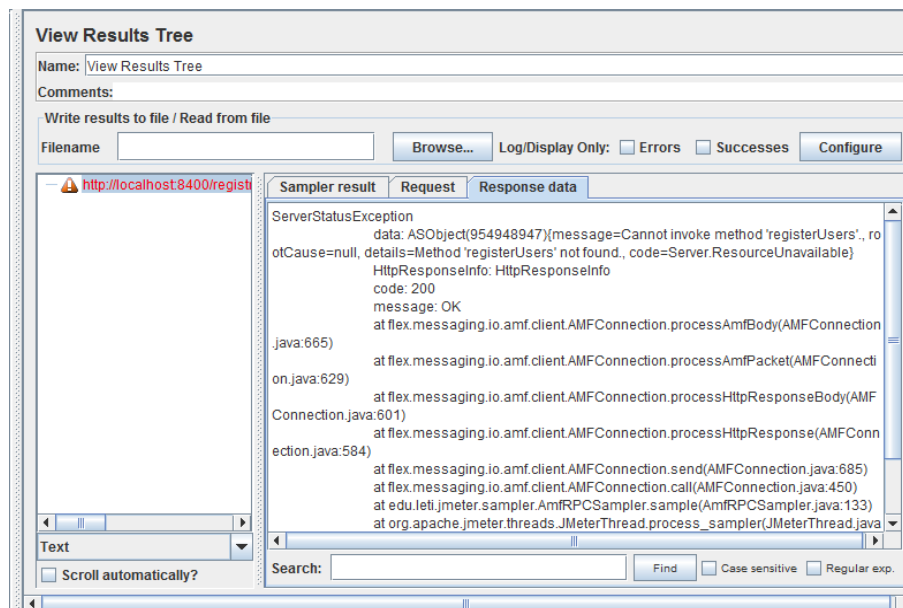 View Results Tree
Name: View Results Tree
Comments:
Write results to file / Read from file
Filename Browse... Log/Display Only: Errors Successes Configure
http://localhost:8400/registr
Sampler result Request Response data
ServerStatusException
data: ASObject(954948947){message=Cannot invoke method 'registerUsers'., ro
otCause=null, details=Method 'registerUsers' not found., code=Server.ResourceUnavailable}
HttpResponseInfo: HttpResponseInfo
code: 200
message: OK
at flex.messaging.io.amf.client.AMFConnection.processAmfBody(AMFConnection
.java:665)
at flex.messaging.io.amf.client.AMFConnection.processAmfPacket(AMFConnecti
on.java:629)
at flex.messaging.io.amf.client.AMFConnection.processHttpResponseBody(AMF
Connection.java:601)
at flex.messaging.io.amf.client.AMFConnection.processHttpResponse(AMFConn
ection.java:584)
at flex.messaging.io.amf.client.AMFConnection.send(AMFConnection.java:685)
at flex.messaging.io.amf.client.AMFConnection.call(AMFConnection.java:450)
at edu.leti.jmeter.sampler.AmfRPCSampler.sample(AmfRPCSampler.java:133)
at org.apache.jmeter.threads.JMeterThread.process_sampler(JMeterThread.java
Text
Scroll automatically?
Search: Find Case sensitive Regular exp.